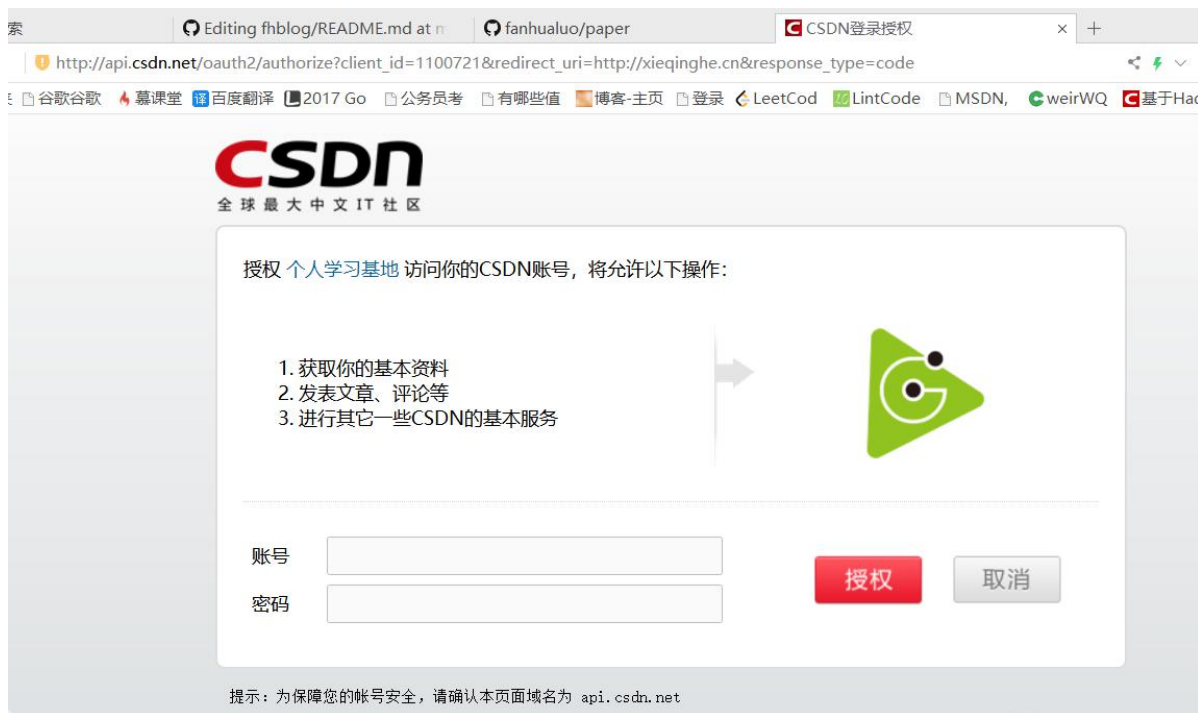 索 Editing fhblog/README.md at m fanhualuo/paper CSDN登录授权
http://api.csdn.net/oauth2/authorize?client_id=1100721&redirect_uri=http://xieqinghe.cn&response_type=code
谷歌谷歌 慕课堂 译 百度翻译 2017 Go 公务员考 有哪些值 博客-主页 登录 LeetCod LintCode MSDN, weirWQ 基于Had
CSDN
全球最大中文IT社区
授权 个人学习基地 访问你的CSDN账号，将允许以下操作：
1. 获取你的基本资料
2. 发表文章、评论等
3. 进行其它一些CSDN的基本服务
账号
密码
授权 取消
提示：为保障您的帐号安全，请确认本页面域名为 api.csdn.net